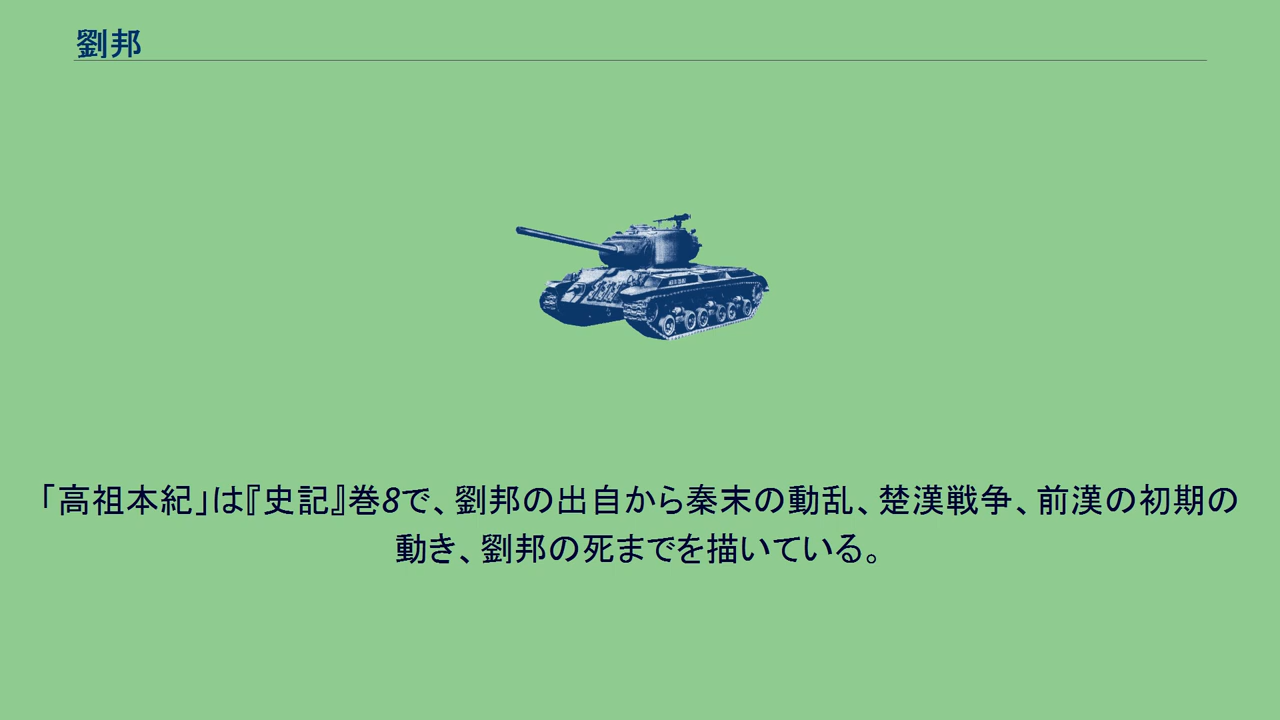 劉邦
「高祖本紀」は『史記』巻8で、劉邦の出自から秦末の動乱、楚漢戦争、前漢の初期の
動き、劉邦の死までを描いている。